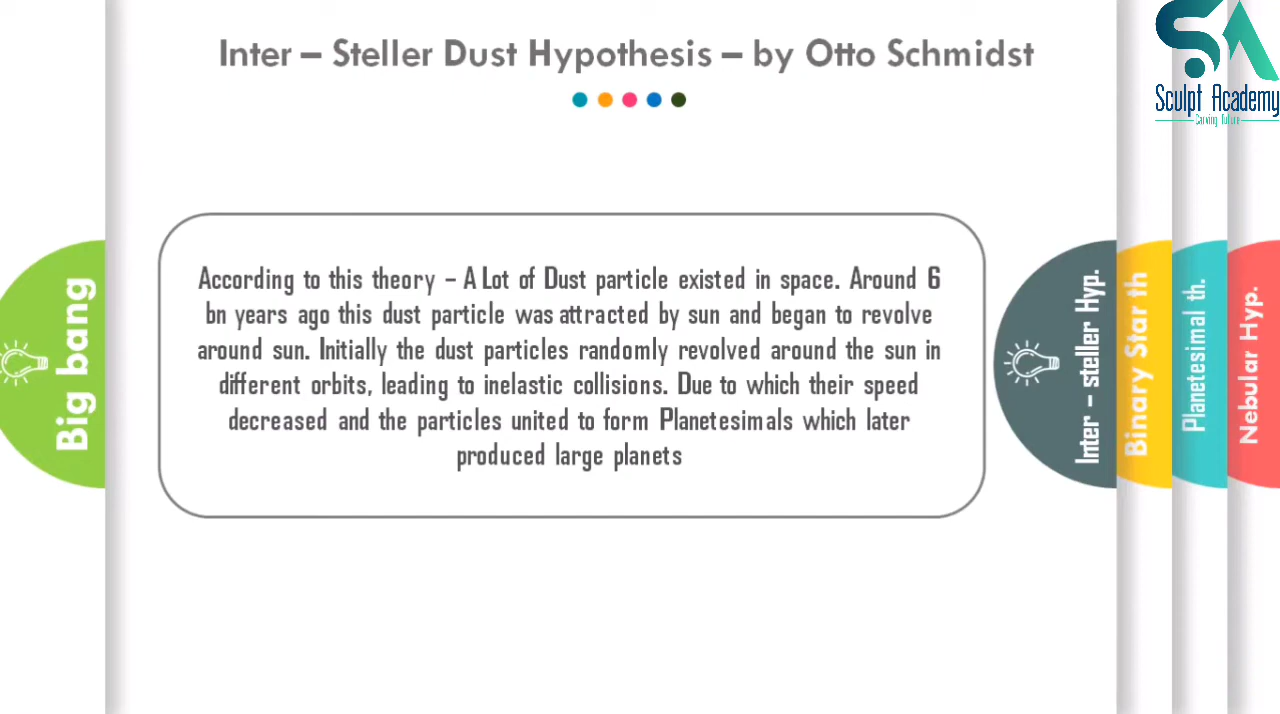 Inter – Steller Dust Hypothesis – by Otto Schmidst
Sculpt Academy
Carving Future
Big bang
According to this theory – A Lot of Dust particle existed in space. Around 6
bn years ago this dust particle was attracted by sun and began to revolve
around sun. Initially the dust particles randomly revolved around the sun in
different orbits, leading to inelastic collisions. Due to which their speed
decreased and the particles united to form Planetesimals which later
produced large planets
Inter – steller Hyp.
Binary Star th
Planetesimal th.
Nebular Hyp.